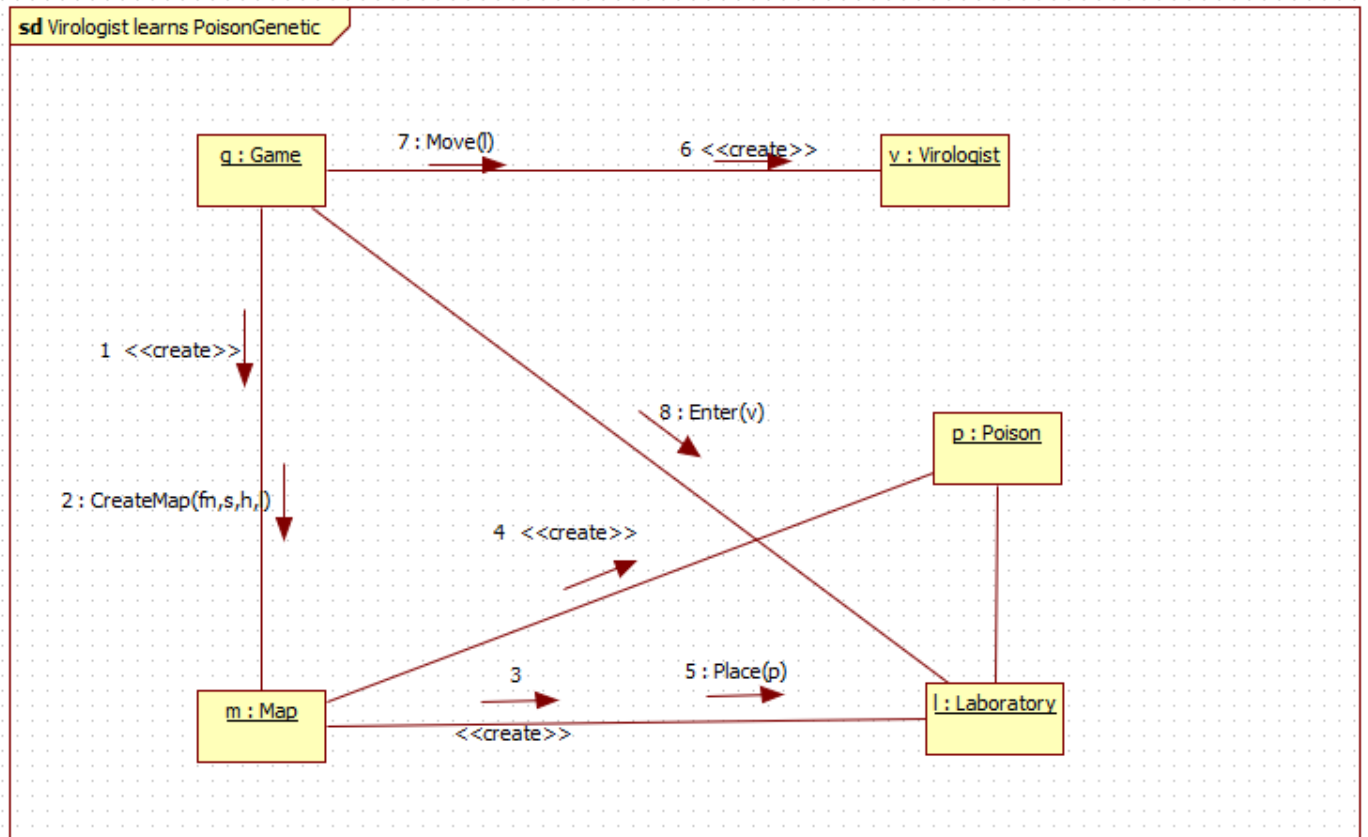 sd Virologist learns PoisonGenetic
g : Game
7 : Move(l)
6 <<create>>
v : Virologist
1 <<create>>
8 : Enter(v)
p : Poison
2 : CreateMap(fn,s,h,l)
4 <<create>>
3
5 : Place(p)
m : Map
l : Laboratory
<<create>>